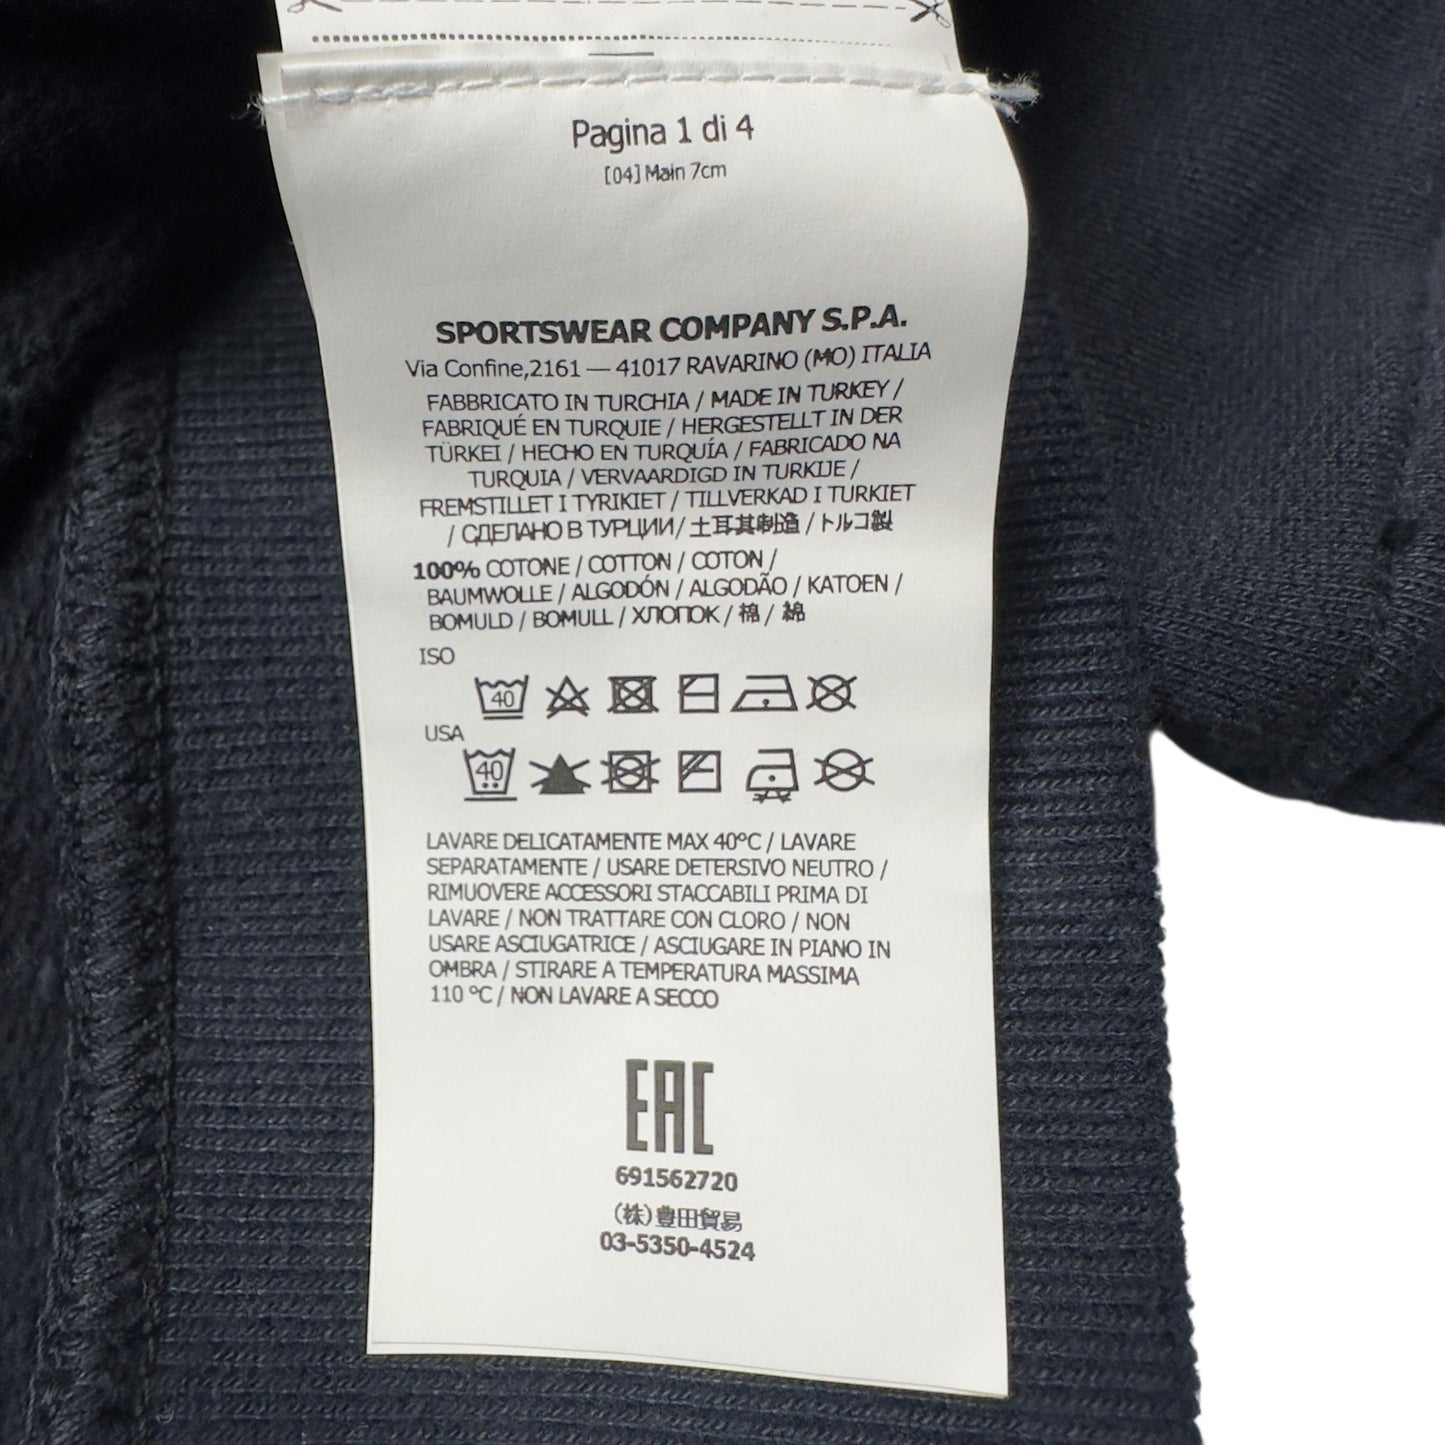 Pagina 1 di 4
[04] Main 7cm
SPORTSWEAR COMPANY S.P.A.
Via Confine,2161 — 41017 RAVARINO (MO) ITALIA
FABBRICATO IN TURCHIA / MADE IN TURKEY /
FABRIQUÉ EN TURQUIE / HERGESTELLT IN DER
TÜRKEI / HECHO EN TURQUÍA / FABRICADO NA
TURQUIA / VERVAARDIGD IN TURKIJE /
FREMSTILLET I TYRIKIET / TILLVERKAD I TURKIET
/ СДЕЛАНО В ТУРЦИИ / 土耳其制造 / トルコ製
100% COTONE / COTTON / COTON /
BAUMWOLLE / ALGODÓN / ALGODÃO / KATOEN /
BOMULD / BOMULL / ХЛОПОК / 棉 / 綿
ISO
40
USA
40
LAVARE DELICATAMENTE MAX 40°C / LAVARE
SEPARATAMENTE / USARE DETERSIVO NEUTRO /
RIMUOVERE ACCESSORI STACCABILI PRIMA DI
LAVARE / NON TRATTARE CON CLORO / NON
USARE ASCIUGATRICE / ASCIUGARE IN PIANO IN
OMBRA / STIRARE A TEMPERATURA MASSIMA
110 °C / NON LAVARE A SECCO
EAC
691562720
(株)豊田貿易
03-5350-4524